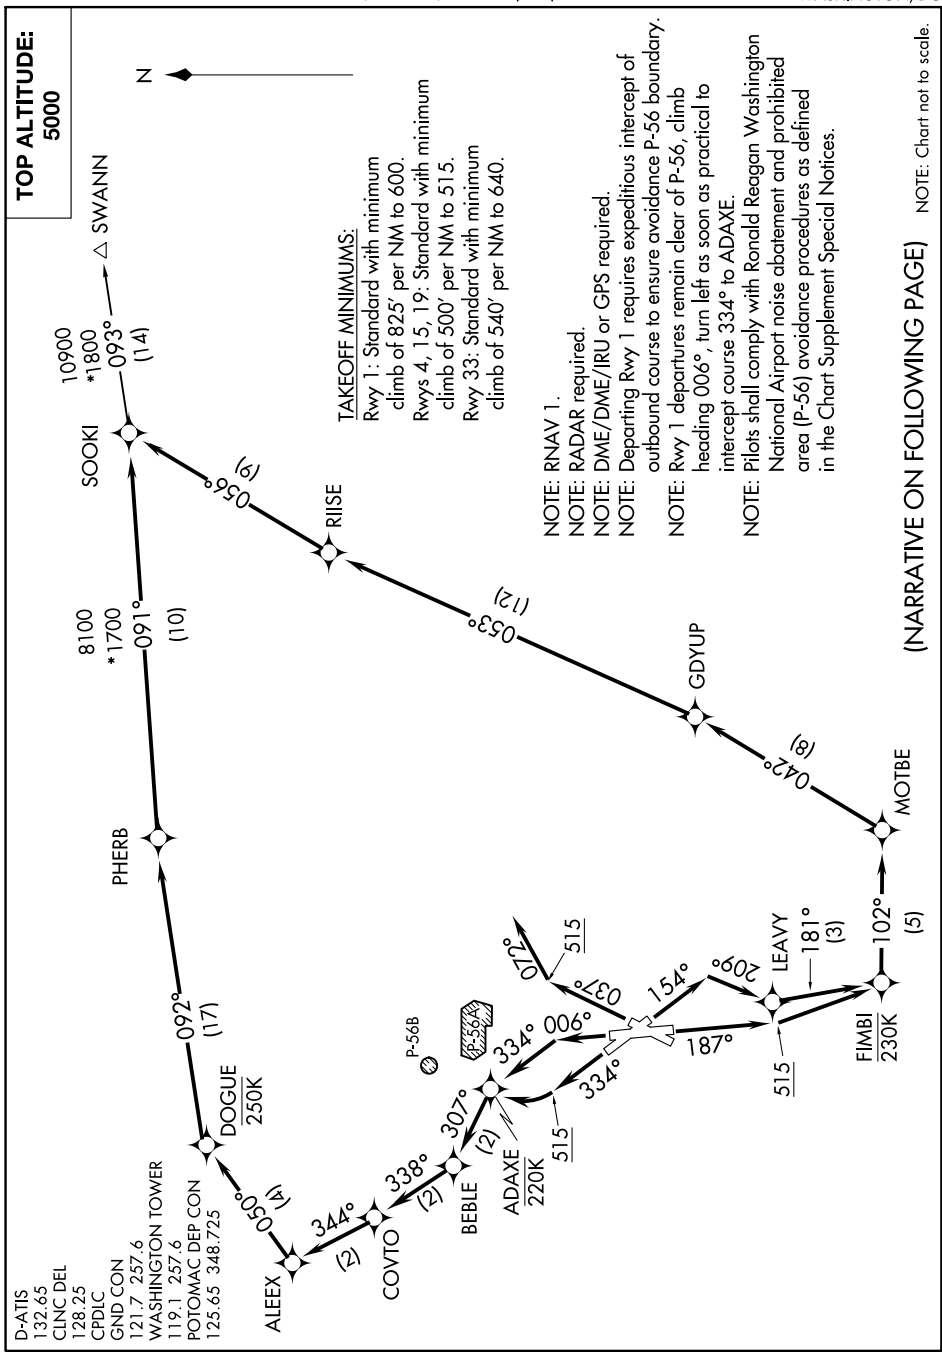 TOP ALTITUDE:
5000
D-ATIS
132.65
CLNC DEL
128.25
CPDLC
GND CON
121.7 257.6
WASHINGTON TOWER
119.1 257.6
POTOMAC DEP CON
125.65 348.725
N
SWANN
10900
*1800
093°
(14)
SOOKI
8100
*1700
091°
(10)
PHERB
092°
(17)
DOGUE
250K
050°
(4)
ALEEX
344°
(2)
COVTO
338°
(2)
BEBLE
307°
(2)
ADAXE
220K
P-56B
P-56A
334°
006°
515
334°
072°
515
037°
154°
209°
LEAVY
181°
(3)
187°
515
FIMBI
230K
102°
(5)
MOTBE
042°
(8)
GDYUP
053°
(12)
RIISE
056°
(9)
TAKEOFF MINIMUMS:
Rwy 1: Standard with minimum
climb of 825' per NM to 600.
Rwys 4, 15, 19: Standard with minimum
climb of 500' per NM to 515.
Rwy 33: Standard with minimum
climb of 540' per NM to 640.
NOTE: RNAV 1.
NOTE: RADAR required.
NOTE: DME/DME/IRU or GPS required.
NOTE: Departing Rwy 1 requires expeditious intercept of
outbound course to ensure avoidance P-56 boundary.
NOTE: Rwy 1 departures remain clear of P-56, climb
heading 006°, turn left as soon as practical to
intercept course 334° to ADAXE.
NOTE: Pilots shall comply with Ronald Reagan Washington
National Airport noise abatement and prohibited
area (P-56) avoidance procedures as defined
in the Chart Supplement Special Notices.
(NARRATIVE ON FOLLOWING PAGE)
NOTE: Chart not to scale.